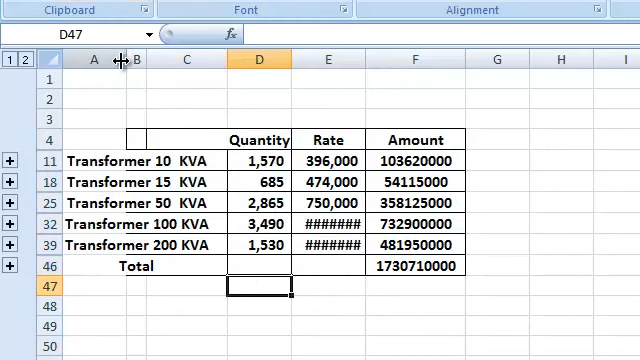 Clipboard Font Alignment
D47 fx
1 2 A B C D E F G H I
1
2
3
4 Quantity Rate Amount
11 Transformer 10 KVA 1,570 396,000 103620000
18 Transformer 15 KVA 685 474,000 54115000
25 Transformer 50 KVA 2,865 750,000 358125000
32 Transformer 100 KVA 3,490 ####### 732900000
39 Transformer 200 KVA 1,530 ####### 481950000
46 Total 1730710000
47
48
49
50